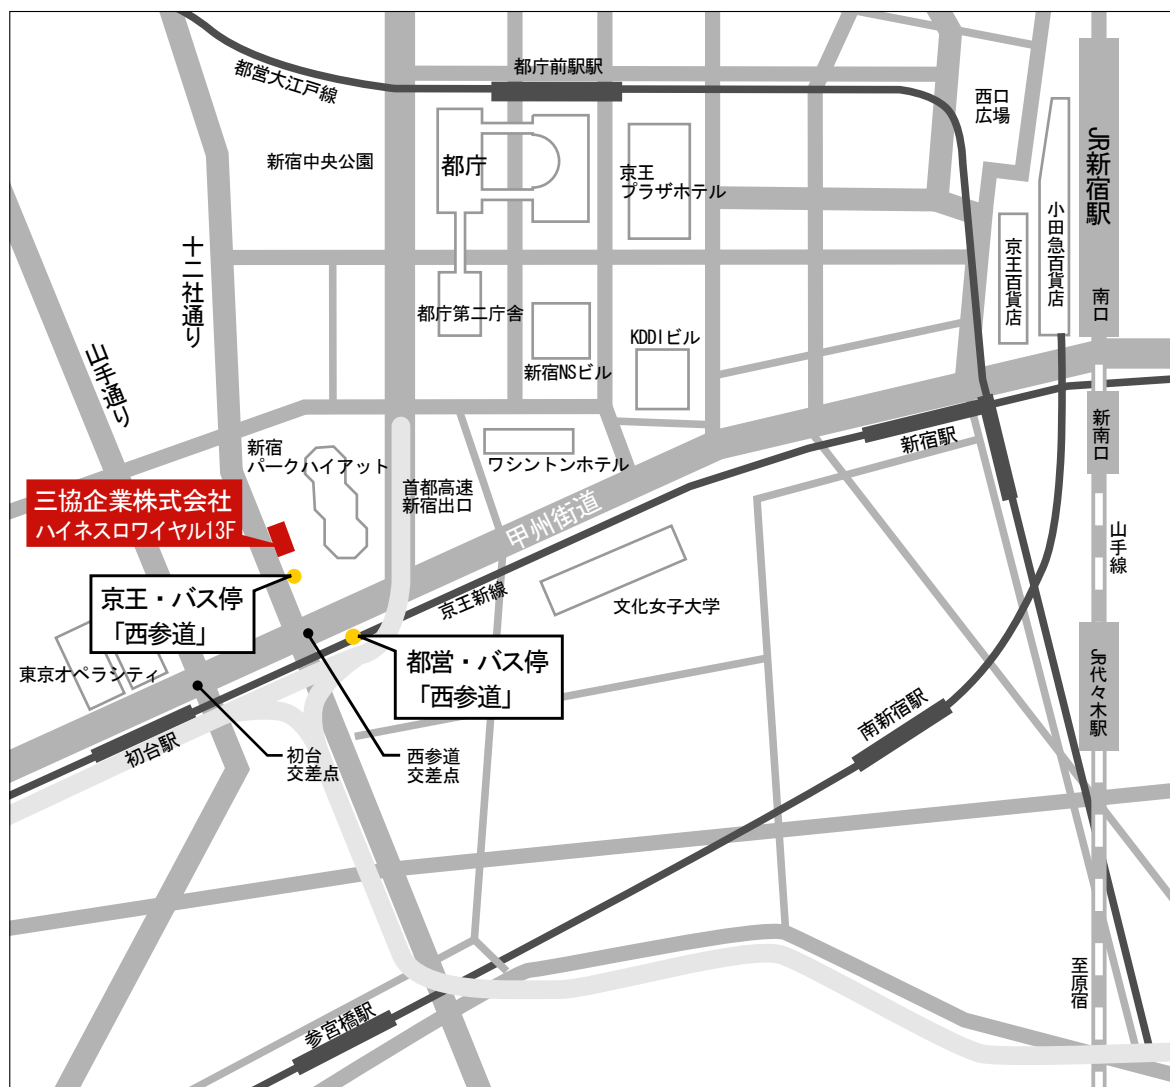 都庁前駅駅
都営大江戸線
西口
広場
JR新宿駅
新宿中央公園
都庁
京王
プラザホテル
小田急百貨店
京王百貨店
十二社通り
南口
都庁第二庁舎
KDDIビル
新宿NSビル
山手通り
新南口
新宿駅
新宿
パークハイアット
ワシントンホテル
首都高速
新宿出口
三協企業株式会社
ハイネスロワイヤル13F
甲州街道
山手線
京王・バス停
「西参道」
京王新線
文化女子大学
都営・バス停
「西参道」
東京オペラシティ
JR代々木駅
南新宿駅
初台駅
初台
交差点
西参道
交差点
至原宿
参宮橋駅